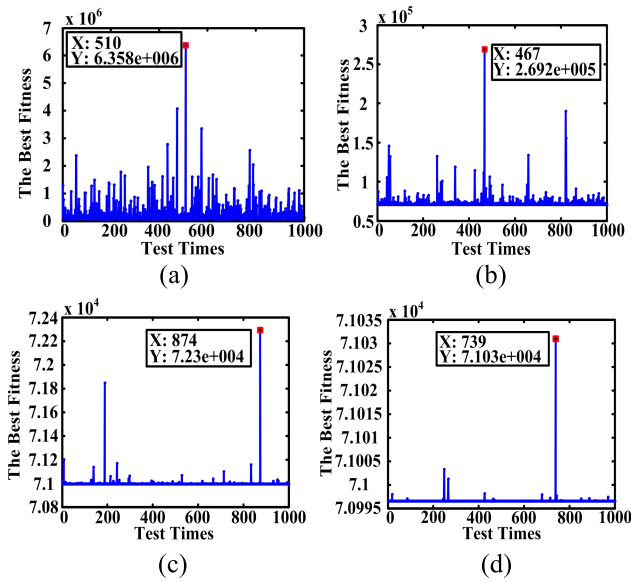 (a)
x 10^6
7
6
5
4
3
2
1
0
200 400 600 800 1000
The Best Fitness
Test Times
X: 510
Y: 6.358e+006
(b)
x 10^5
3
2.5
2
1.5
1
0.5
0 200 400 600 800 1000
The Best Fitness
Test Times
X: 467
Y: 2.692e+005
(c)
x 10^4
7.24
7.22
7.2
7.18
7.16
7.14
7.12
7.1
7.08
0 200 400 600 800 1000
The Best Fitness
Test Times
X: 874
Y: 7.23e+004
(d)
x 10^4
7.1035
7.103
7.1025
7.102
7.1015
7.101
7.1005
7.1
7.0995
0 200 400 600 800 1000
The Best Fitness
Test Times
X: 739
Y: 7.103e+004